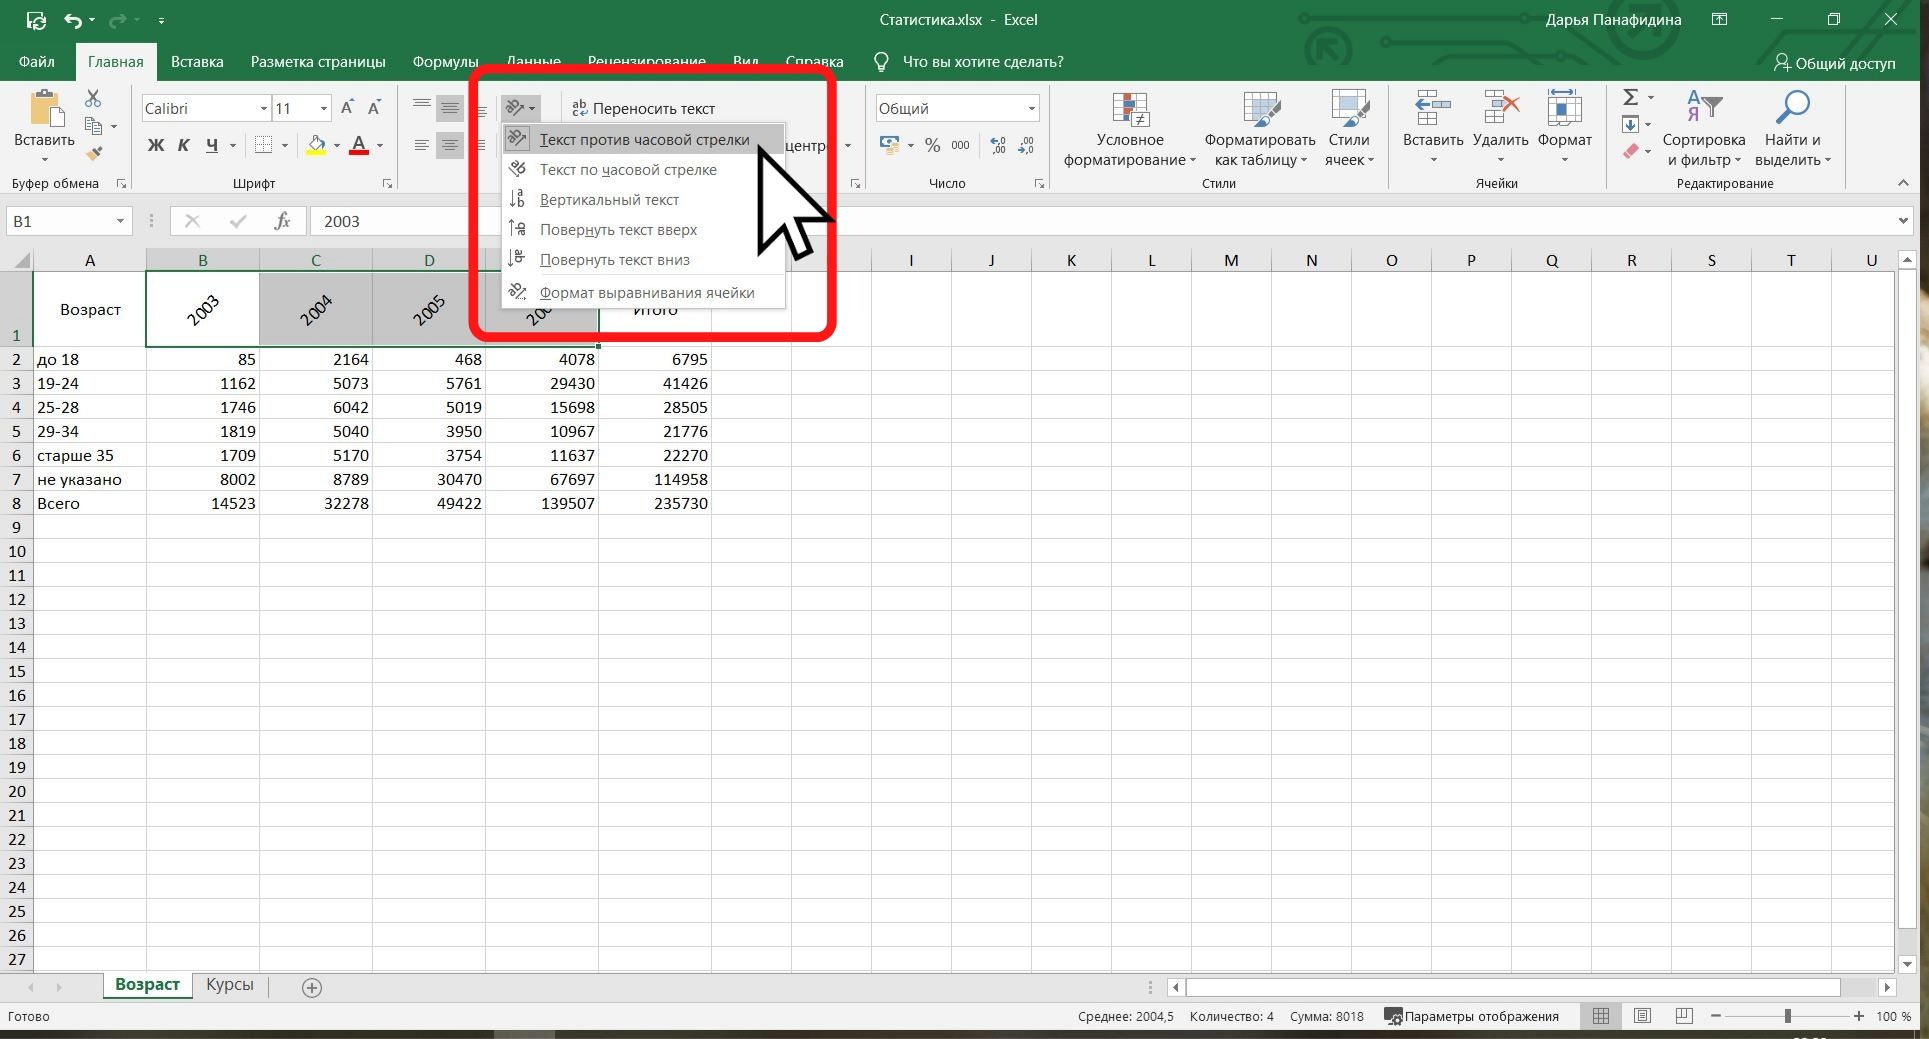 Статистика.xlsx - Excel
Дарья Панафидина
Файл Главная Вставка Разметка страницы Формулы Данные Рецензирование Вид Справка Что вы хотите сделать? Общий доступ
Вставить
Буфер обмена
Calibri 11
Ж К Ч
Шрифт
Переносить текст
Текст против часовой стрелки
Текст по часовой стрелке
Вертикальный текст
Повернуть текст вверх
Повернуть текст вниз
Формат выравнивания ячейки
Общий
% 000
Число
Условное форматирование
Форматировать как таблицу
Стили ячеек
Стили
Вставить Удалить Формат
Ячейки
Сортировка и фильтр
Найти и выделить
Редактирование
B1 fx 2003
A B C D I J K L M N O P Q R S T U
1 Возраст 2003 2004 2005 Итого
2 до 18 85 2164 468 4078 6795
3 19-24 1162 5073 5761 29430 41426
4 25-28 1746 6042 5019 15698 28505
5 29-34 1819 5040 3950 10967 21776
6 старше 35 1709 5170 3754 11637 22270
7 не указано 8002 8789 30470 67697 114958
8 Всего 14523 32278 49422 139507 235730
9
10
11
12
13
14
15
16
17
18
19
20
21
22
23
24
25
26
27
Возраст Курсы
Готово
Среднее: 2004,5 Количество: 4 Сумма: 8018 Параметры отображения 100 %